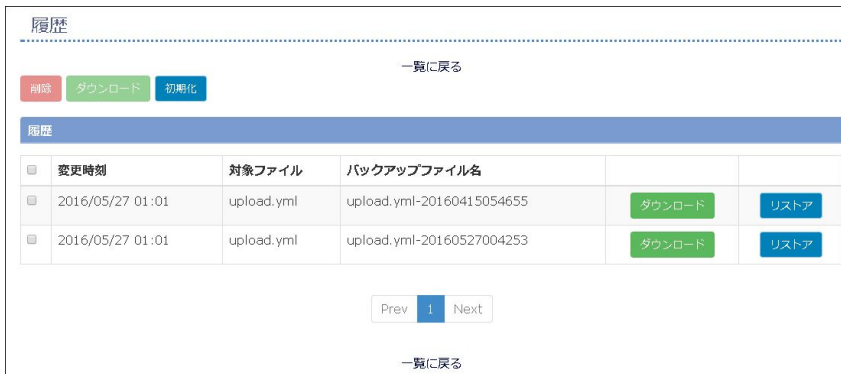 履歴
一覧に戻る
削除 ダウンロード 初期化
履歴
変更時刻 対象ファイル バックアップファイル名
2016/05/27 01:01 upload.yml upload.yml-20160415054655 ダウンロード リストア
2016/05/27 01:01 upload.yml upload.yml-20160527004253 ダウンロード リストア
Prev 1 Next
一覧に戻る